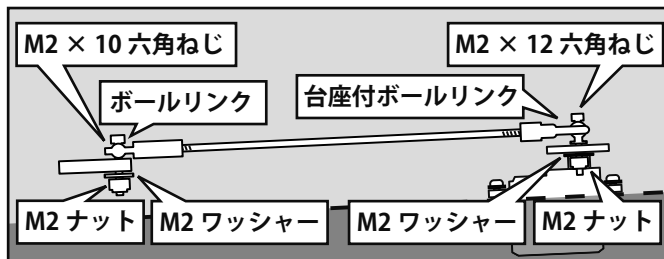 M2 × 10 六角ねじ
M2 × 12 六角ねじ
ボールリンク
台座付ボールリンク
M2 ナット
M2 ワッシャー
M2 ワッシャー
M2 ナット